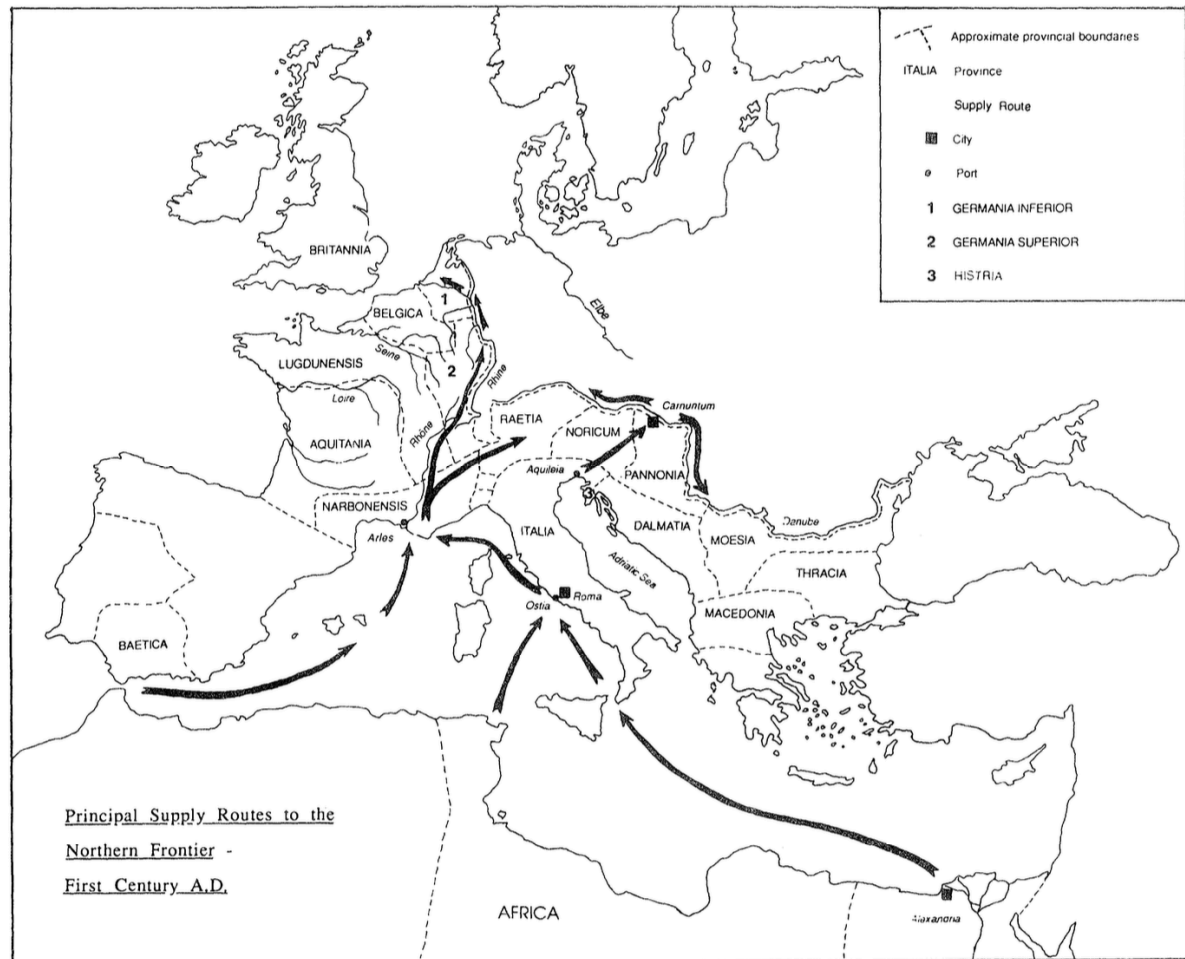 Approximate provincial boundaries
ITALIA Province
Supply Route
City
Port
1 GERMANIA INFERIOR
2 GERMANIA SUPERIOR
3 HISTRIA
BRITANNIA
1
BELGICA
Elbe
Seine
LUGDUNENSIS
2
Rhine
Loire
Carnuntum
RAETIA
Rhône
NORICUM
AQUITANIA
Aquileia
PANNONIA
3
NARBONENSIS
Arles
ITALIA
DALMATIA
Danube
MOESIA
Adriatic Sea
THRACIA
Roma
Ostia
MACEDONIA
BAETICA
Principal Supply Routes to the
Northern Frontier -
First Century A.D.
AFRICA
Alexandria